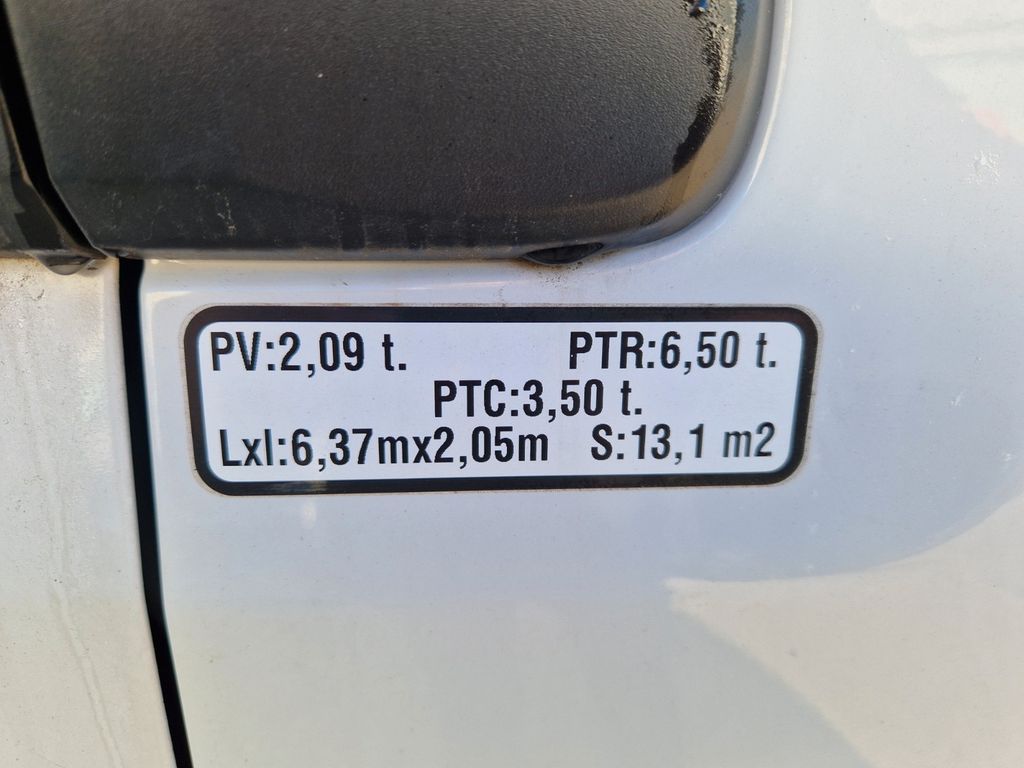 PV:2,09 t. PTR:6,50 t.
PTC:3,50 t.
Lxl:6,37mx2,05m S:13,1 m2